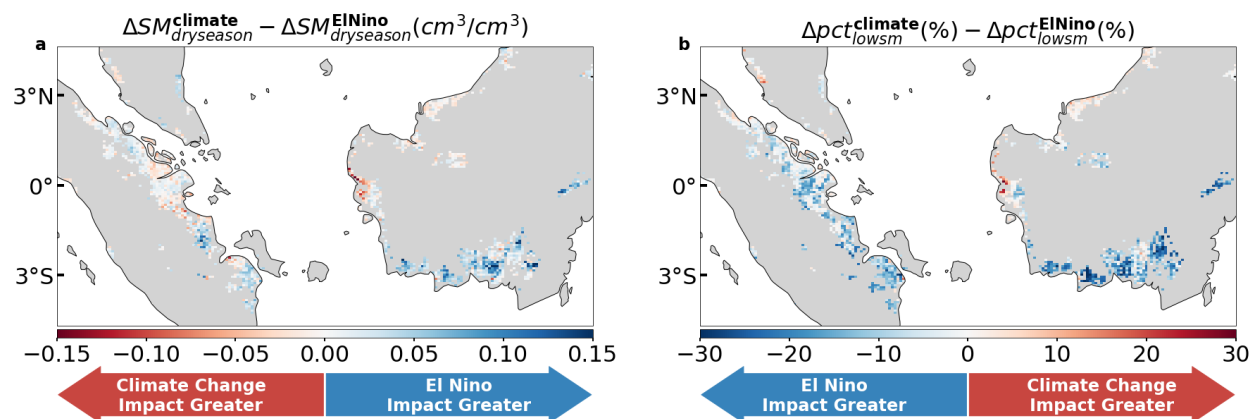 ΔSM^climate_dryseason − ΔSM^ElNino_dryseason(cm³/cm³)
a
3°N
0°
3°S
−0.15 −0.10 −0.05 0.00 0.05 0.10 0.15
Climate Change
Impact Greater
El Nino
Impact Greater
Δpct^climate_lowsm(%) − Δpct^ElNino_lowsm(%)
b
3°N
0°
3°S
−30 −20 −10 0 10 20 30
El Nino
Impact Greater
Climate Change
Impact Greater